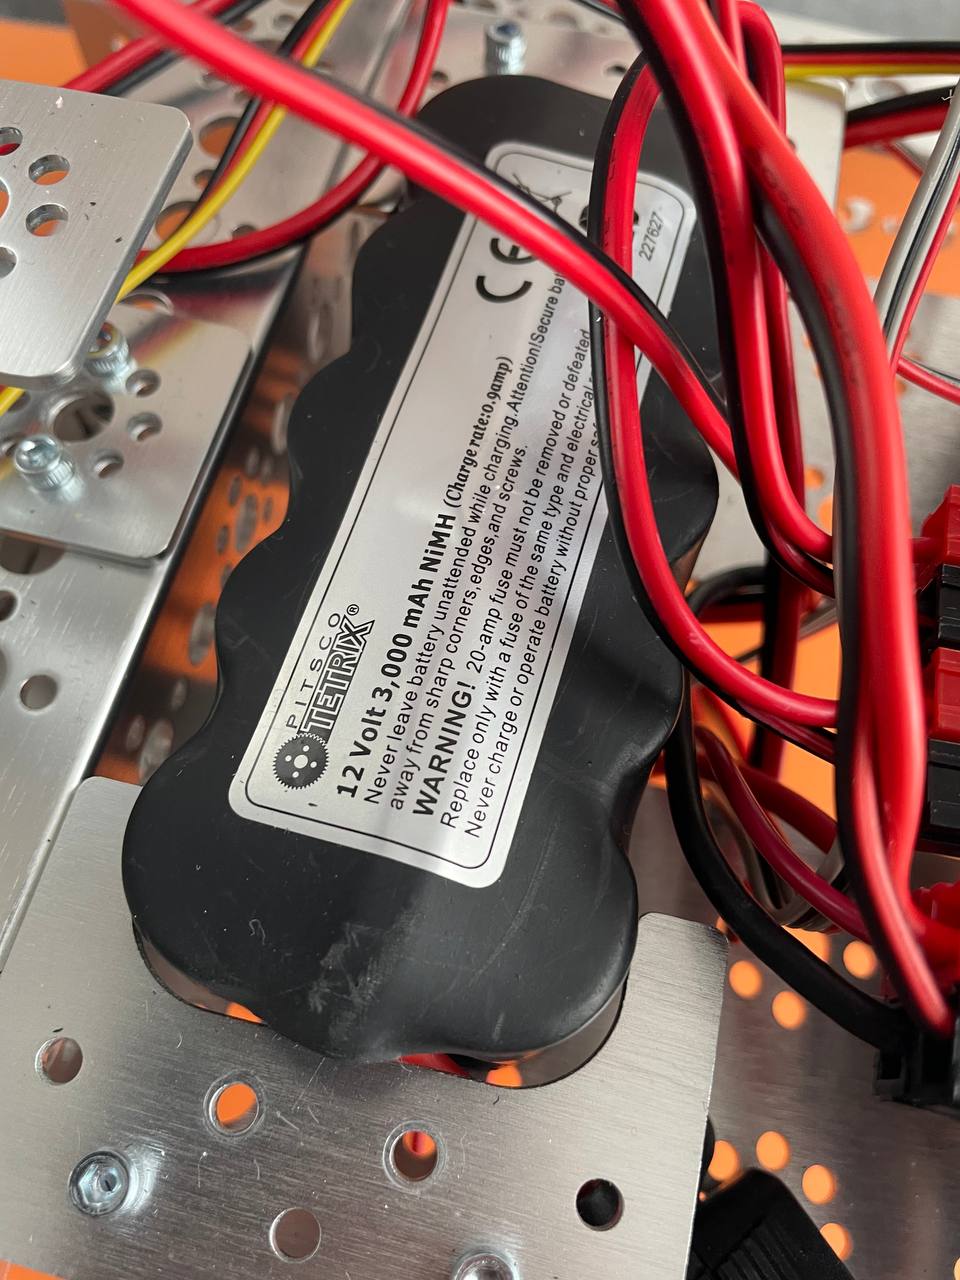 PITSCO
TETRIX®
12 Volt 3,000 mAh NiMH (Charge rate:0.9amp)
Never leave battery unattended while charging.Attention!Secure
away from sharp corners,edges,and screws.
WARNING! 20-amp fuse must not be removed or defeated
Replace only with a fuse of the same type and electrical
Never charge or operate battery without proper
CE
227627